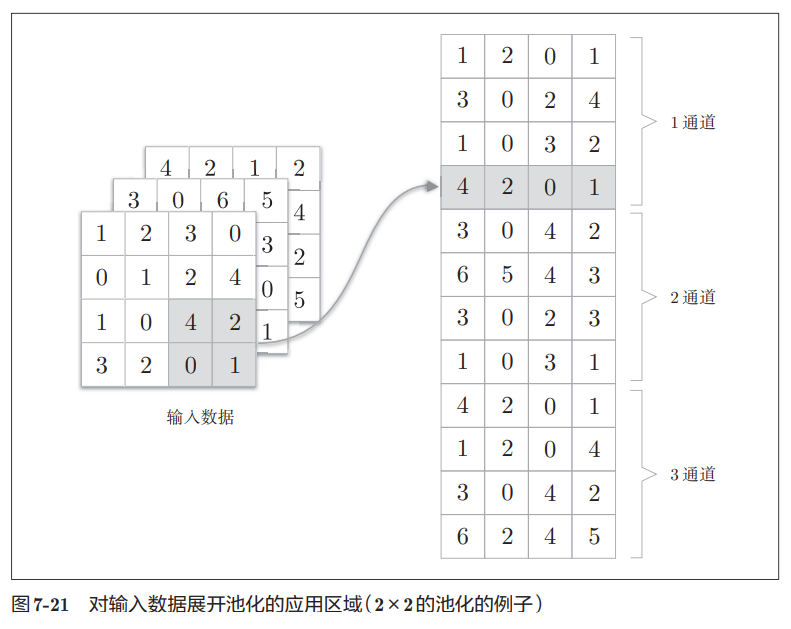 4 2 1 2
3 0 6 5
4
1 2 3 0
3
0 1 2 4
2
0
1 0 4 2
5
1
3 2 0 1
输入数据
1 2 0 1
3 0 2 4
1 0 3 2
4 2 0 1
1 通道
3 0 4 2
6 5 4 3
3 0 2 3
1 0 3 1
2 通道
4 2 0 1
1 2 0 4
3 0 4 2
6 2 4 5
3 通道
图7-21 对输入数据展开池化的应用区域(2×2的池化的例子)